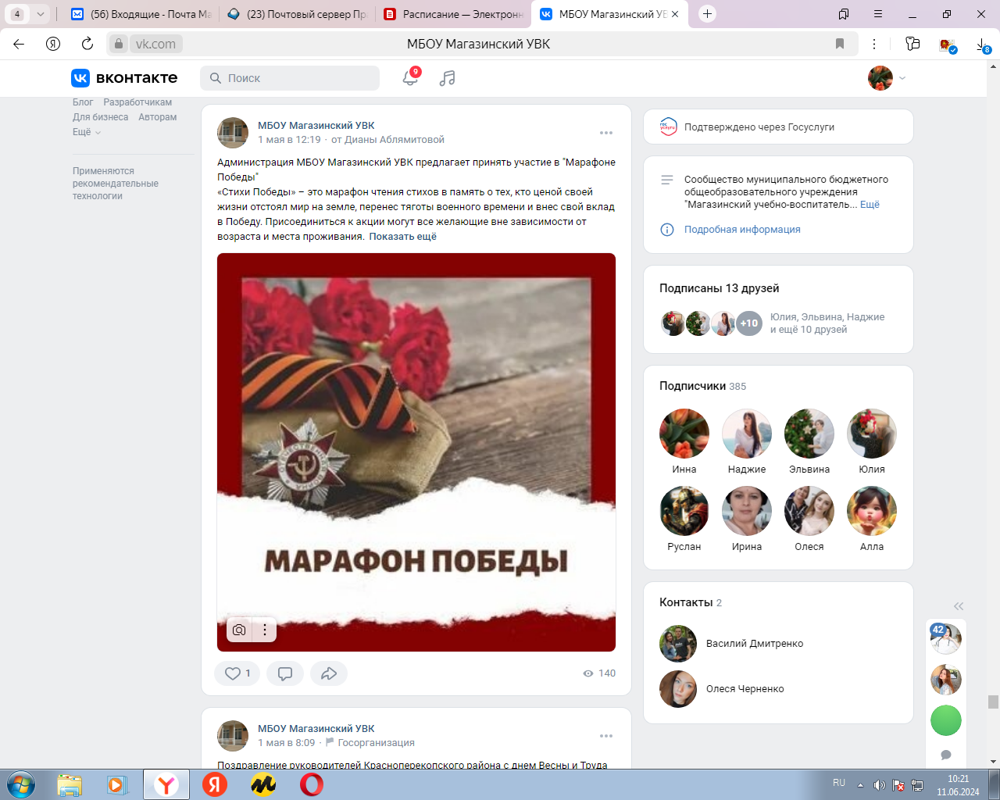 4
(56) Входящие - Почта Ма
(23) Почтовый сервер Пр
Расписание — Электронн
МБОУ Магазинский УВ
vk.com
МБОУ Магазинский УВК
8
вконтакте
Поиск
9
Блог Разработчикам
Для бизнеса Авторам
Ещё
Применяются
рекомендательные
технологии
МБОУ Магазинский УВК
1 мая в 12:19 · от Дианы Аблямитовой
Администрация МБОУ Магазинский УВК предлагает принять участие в "Марафоне
Победы"
«Стихи Победы» – это марафон чтения стихов в память о тех, кто ценой своей
жизни отстоял мир на земле, перенес тяготы военного времени и внес свой вклад
в Победу. Присоединиться к акции могут все желающие вне зависимости от
возраста и места проживания. Показать ещё
МАРАФОН ПОБЕДЫ
1
140
МБОУ Магазинский УВК
1 мая в 8:09 · Госорганизация
Поздравление руководителей Красноперекопского района с днем Весны и Труда
госуслуги
Подтверждено через Госуслуги
Сообщество муниципального бюджетного
общеобразовательного учреждения
"Магазинский учебно-воспитатель... Ещё
Подробная информация
Подписаны 13 друзей
+10
Юлия, Эльвина, Наджие
и ещё 10 друзей
Подписчики 385
Инна Наджие Эльвина Юлия
Руслан Ирина Олеся Алла
Контакты 2
Василий Дмитренко
Олеся Черненко
42
RU
10:21
11.06.2024